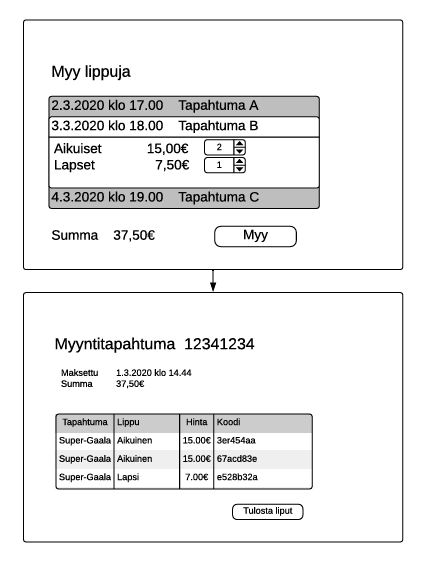 Myy lippuja
2.3.2020 klo 17.00 Tapahtuma A
3.3.2020 klo 18.00 Tapahtuma B
Aikuiset 15,00€ 2
Lapset 7,50€ 1
4.3.2020 klo 19.00 Tapahtuma C
Summa 37,50€ Myy
Myyntitapahtuma 12341234
Maksettu 1.3.2020 klo 14.44
Summa 37,50€
Tapahtuma Lippu Hinta Koodi
Super-Gaala Aikuinen 15.00€ 3er454aa
Super-Gaala Aikuinen 15.00€ 67acd83e
Super-Gaala Lapsi 7.00€ e528b32a
Tulosta liput